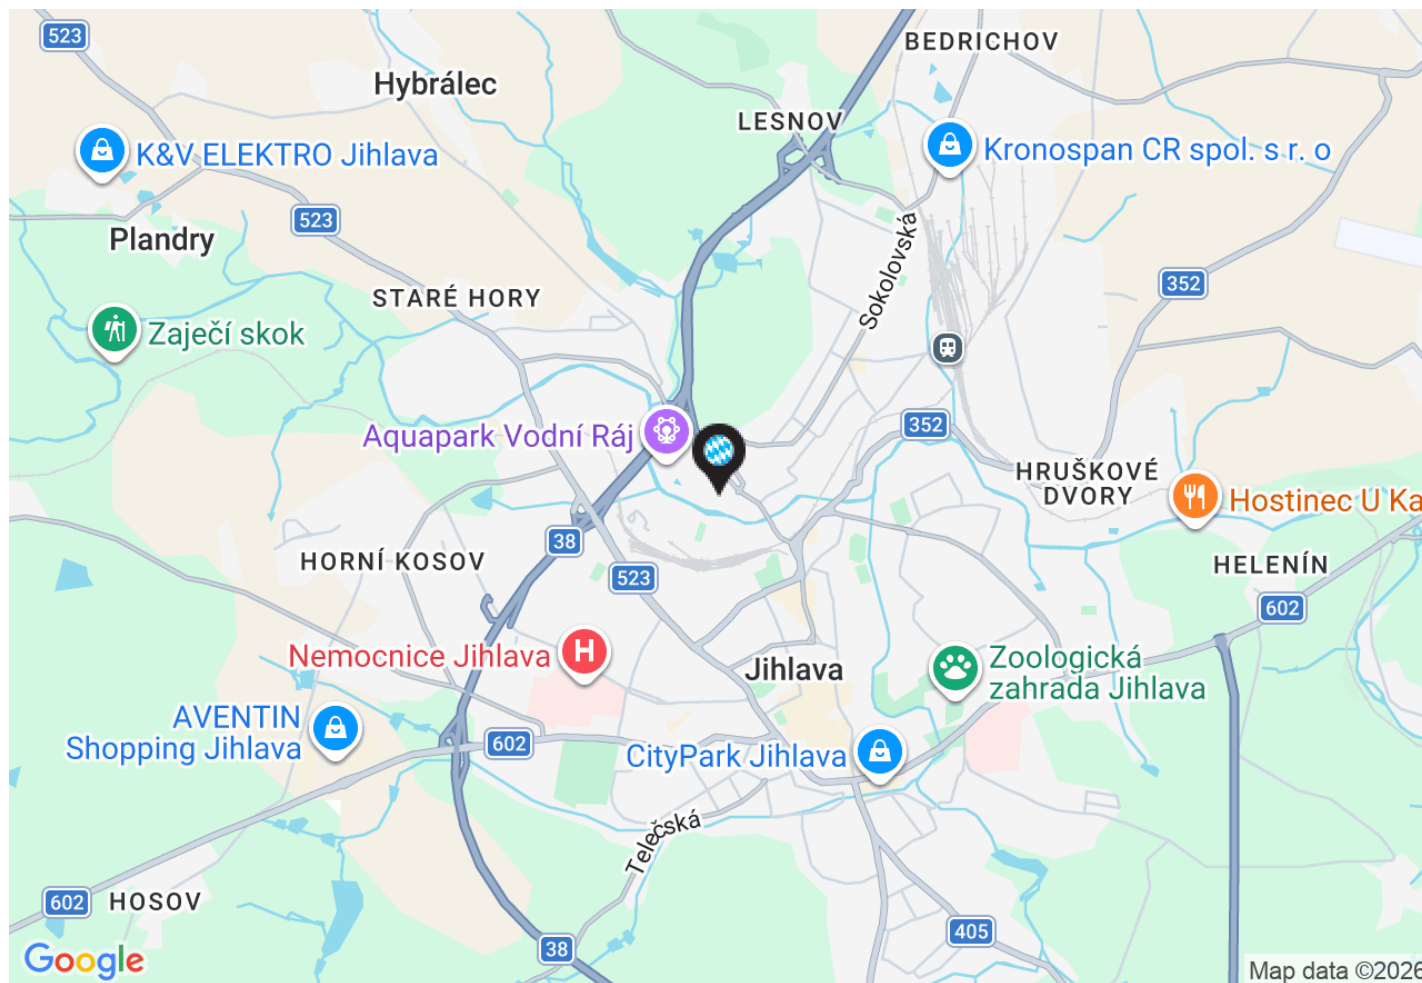 523
BEDRICHOV
Hybrálec
LESNOV
K&V ELEKTRO Jihlava
Kronospan CR spol. s r. o
523
Plandry
Sokolovská
352
STARÉ HORY
Zaječí skok
Aquapark Vodní Ráj
352
HRUŠKOVÉ
DVORY
Hostinec U Ka
38
HORNÍ KOSOV
523
HELENÍN
602
Nemocnice Jihlava
H
Jihlava
Zoologická
zahrada Jihlava
AVENTIN
Shopping Jihlava
602
CityPark Jihlava
Telečská
602
HOSOV
405
38
Google
Map data ©2026